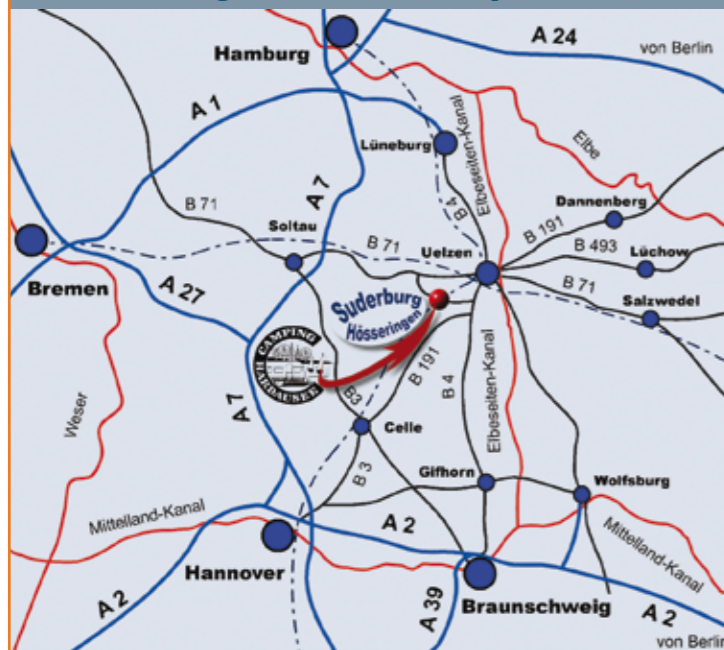 Hamburg
A 24
von Berlin
A 1
Lüneburg
Elbeseiten-Kanal
Elbe
B 4
Dannenberg
B 191
B 71
A 7
Soltau
B 71
Uelzen
B 493
Lüchow
Bremen
A 27
B 71
Salzwedel
Suderburg
Hösseringen
CAMPING
HARDAUSEE
Weser
A 7
B 191
B3
B 4
Elbeseiten-Kanal
Celle
B 3
Gifhorn
Wolfsburg
Mittelland-Kanal
A 2
Mittelland-Kanal
Hannover
A 2
A 39
Braunschweig
A 2
von Berlin